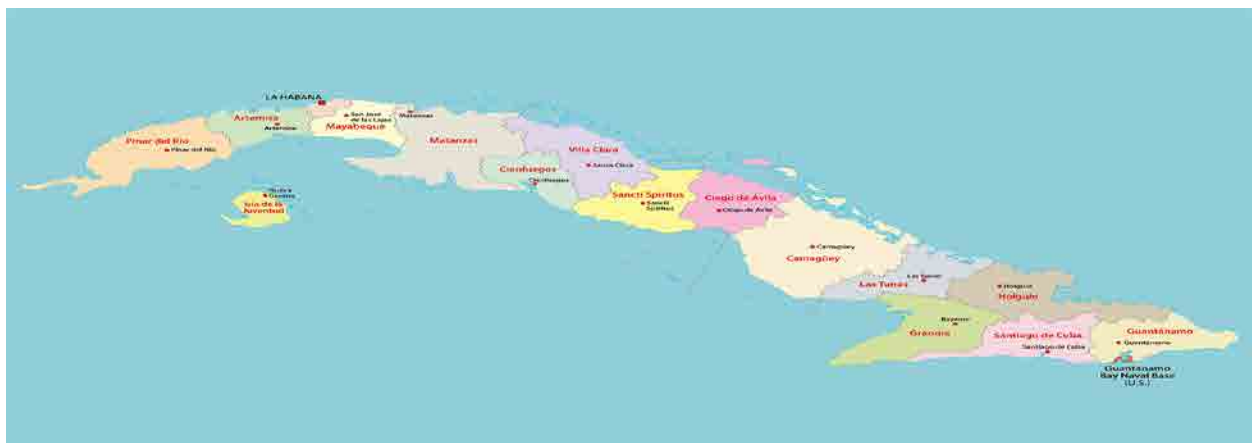 LA HABANA
Artemisa
Artemisa
San José
de las Lajas
Mayabeque
Matanzas
Pinar del Río
Pinar del Río
Matanzas
Villa Clara
Santa Clara
Cienfuegos
Cienfuegos
Nueva
Gerona
Isla de la
Juventud
Sancti Spíritus
Sancti
Spíritus
Ciego de Ávila
Ciego de Ávila
Camagüey
Camagüey
Las Tunas
Las Tunas
Holguín
Holguín
Bayamo
Granma
Santiago de Cuba
Santiago de Cuba
Guantánamo
Guantánamo
Guantánamo
Bay Naval Base
(U.S.)